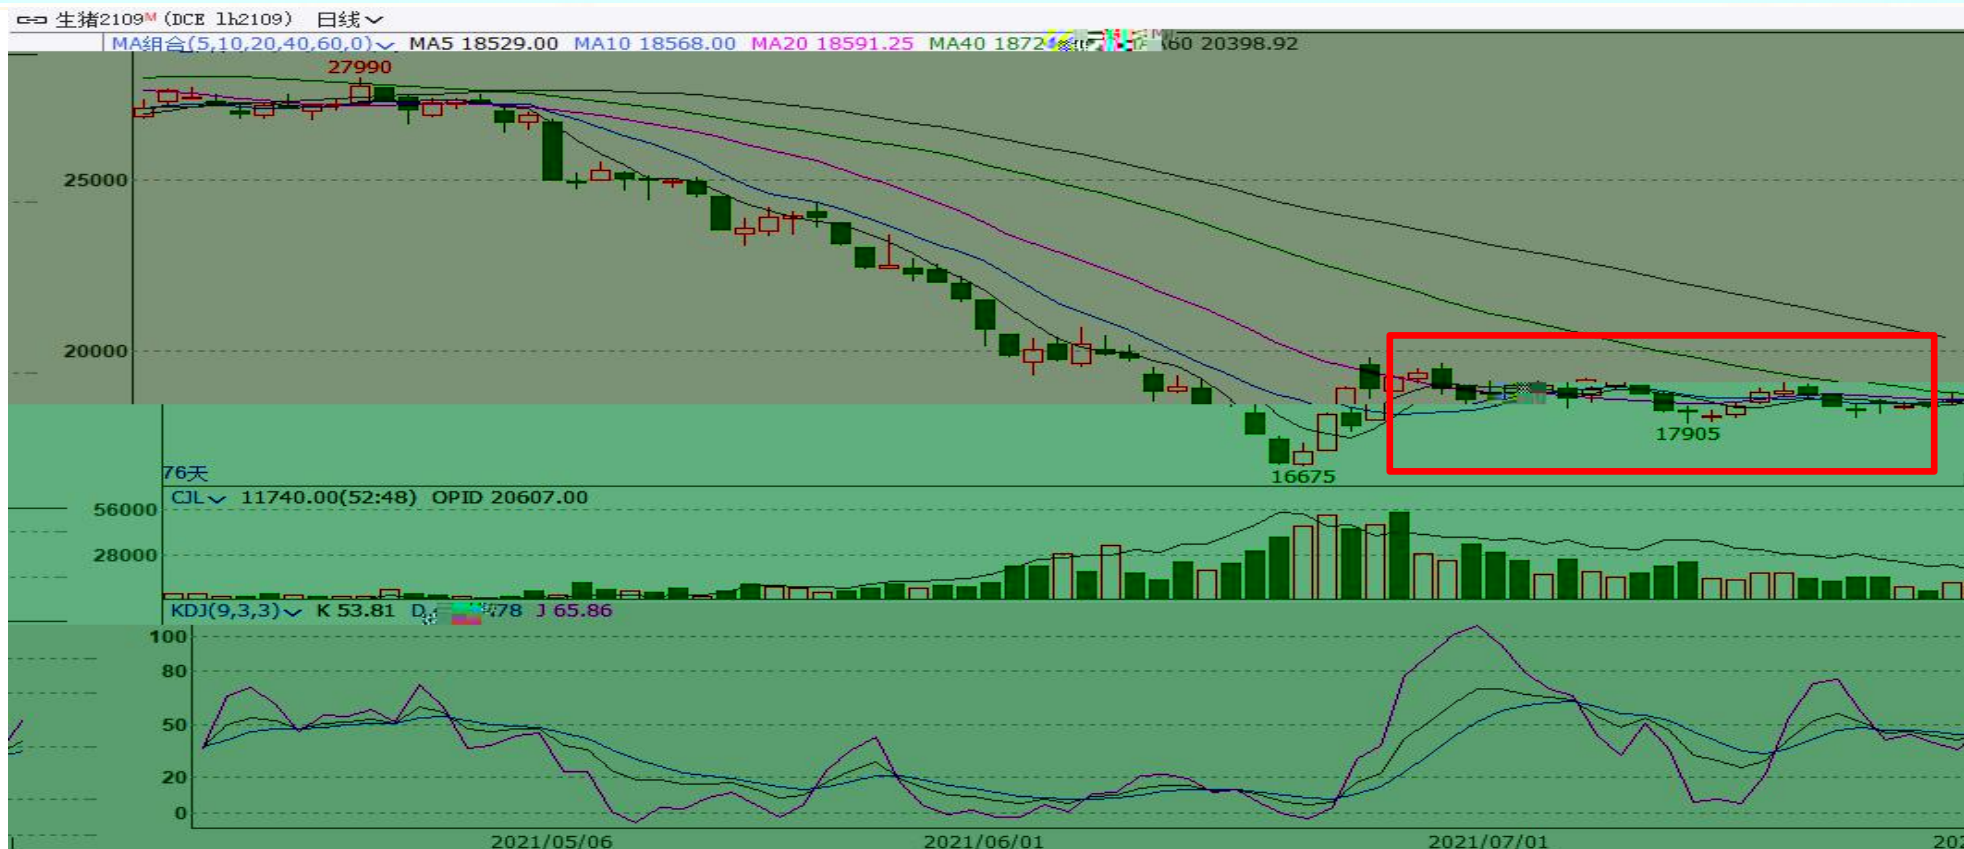 生猪2109M (DCE lh2109) 日线
MA组合(5,10,20,40,60,0) MA5 18529.00 MA10 18568.00 MA20 18591.25 MA40 1872 60 20398.92
27990
25000
20000
17905
16675
76天
CJL 11740.00(52:48) OPID 20607.00
56000
28000
KDJ(9,3,3) K 53.81 D 78 J 65.86
100
80
50
20
0
2021/05/06 2021/06/01 2021/07/01 202